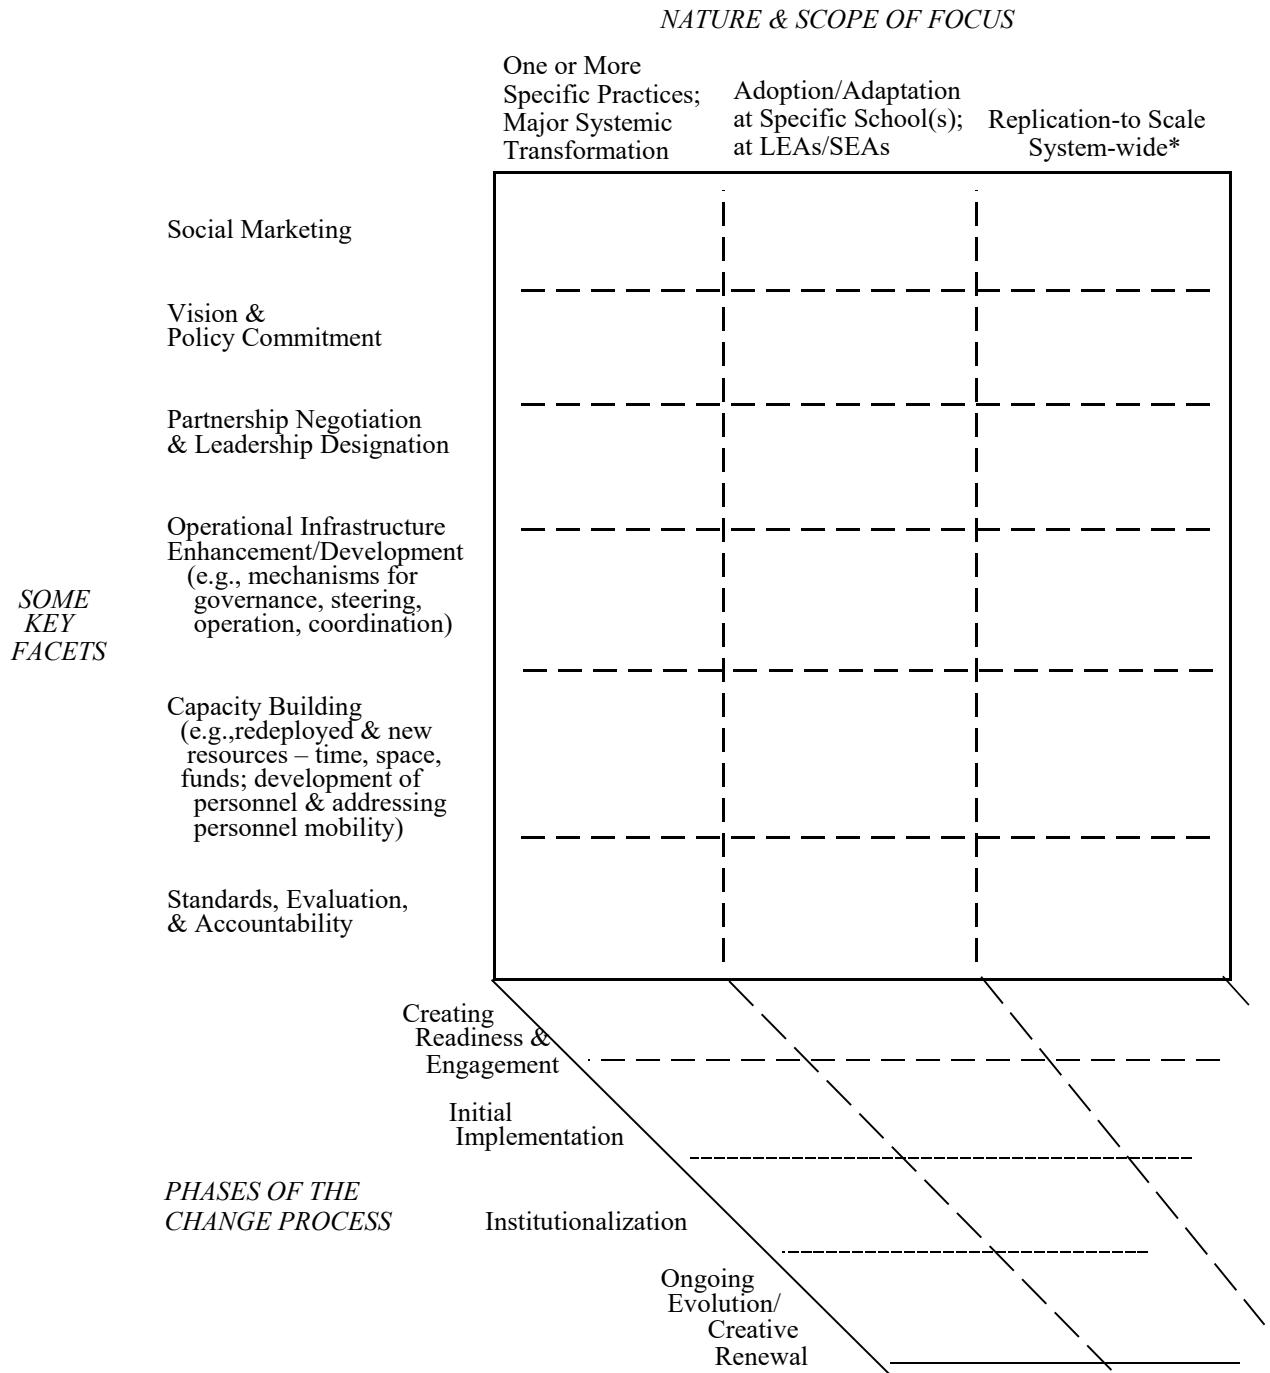 NATURE & SCOPE OF FOCUS
One or More
Specific Practices;
Major Systemic
Transformation
Adoption/Adaptation
at Specific School(s);
at LEAs/SEAs
Replication-to Scale
System-wide*
Social Marketing
Vision &
Policy Commitment
Partnership Negotiation
& Leadership Designation
Operational Infrastructure
Enhancement/Development
(e.g., mechanisms for
governance, steering,
operation, coordination)
SOME
KEY
FACETS
Capacity Building
(e.g.,redeployed & new
resources – time, space,
funds; development of
personnel & addressing
personnel mobility)
Standards, Evaluation,
& Accountability
Creating
Readiness &
Engagement
Initial
Implementation
PHASES OF THE
CHANGE PROCESS
Institutionalization
Ongoing
Evolution/
Creative
Renewal